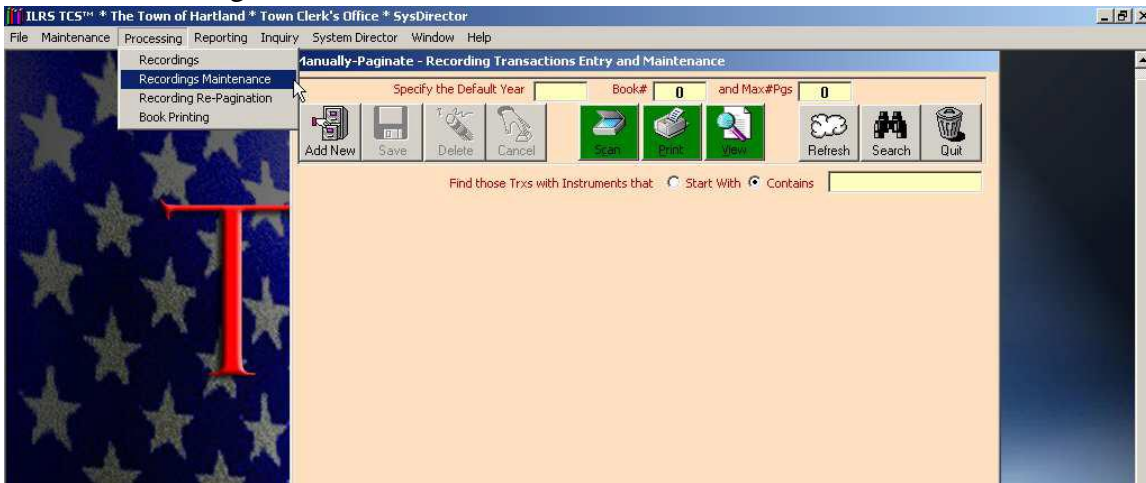 ILRS TCS™ * The Town of Hartland * Town Clerk's Office * SysDirector
File Maintenance Processing Reporting Inquiry System Director Window Help
Recordings
Recordings Maintenance
Recording Re-Pagination
Book Printing
Manually-Paginate - Recording Transactions Entry and Maintenance
Specify the Default Year Book# 0 and Max#Pgs 0
Add New Save Delete Cancel Scan Print View Refresh Search Quit
Find those Trxs with Instruments that Start With Contains
T